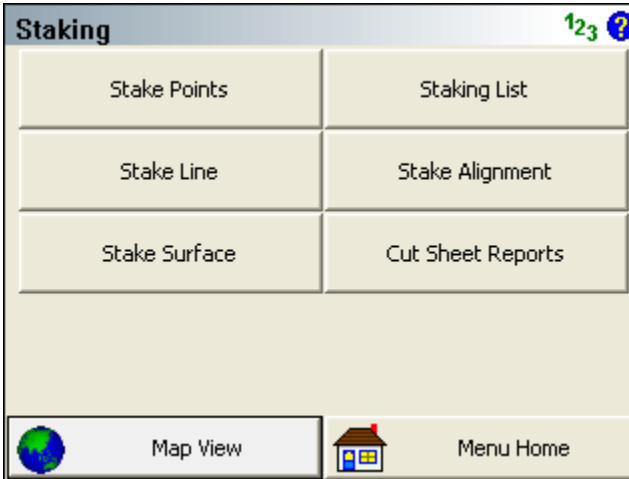 Staking 123 ?
Stake Points Staking List
Stake Line Stake Alignment
Stake Surface Cut Sheet Reports
Map View Menu Home